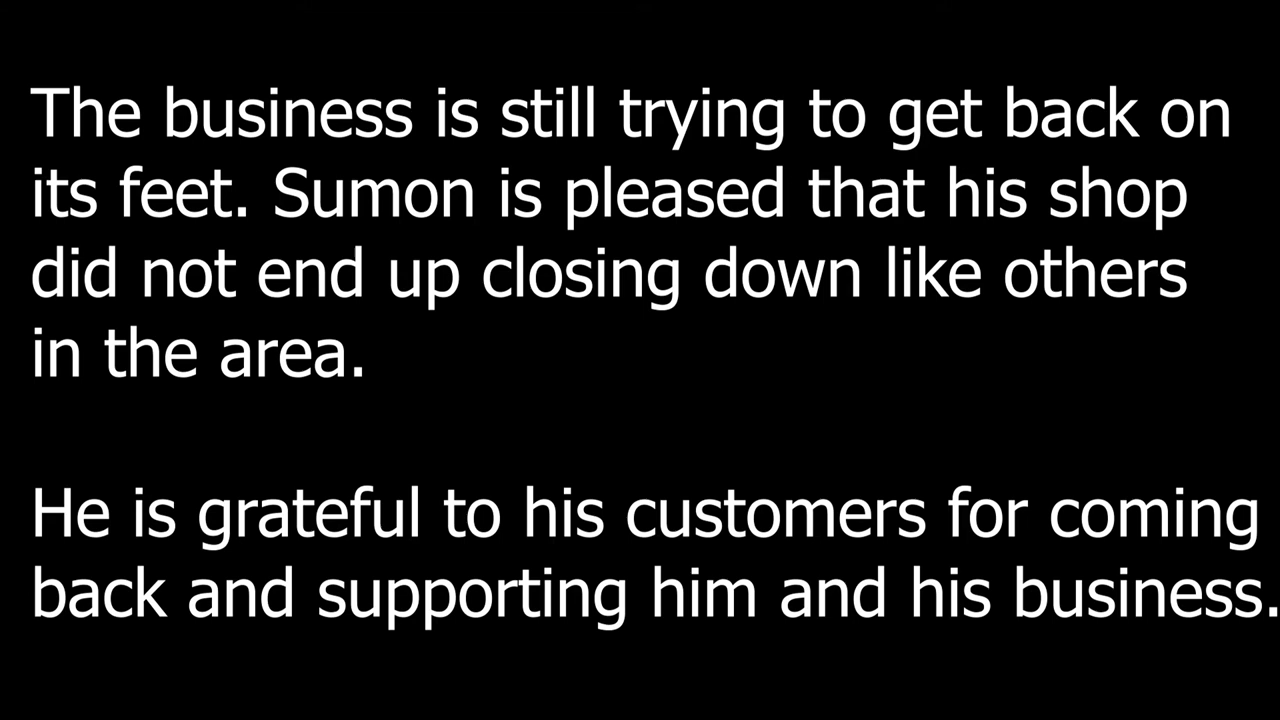 The business is still trying to get back on
its feet. Sumon is pleased that his shop
did not end up closing down like others
in the area.
He is grateful to his customers for coming
back and supporting him and his business.